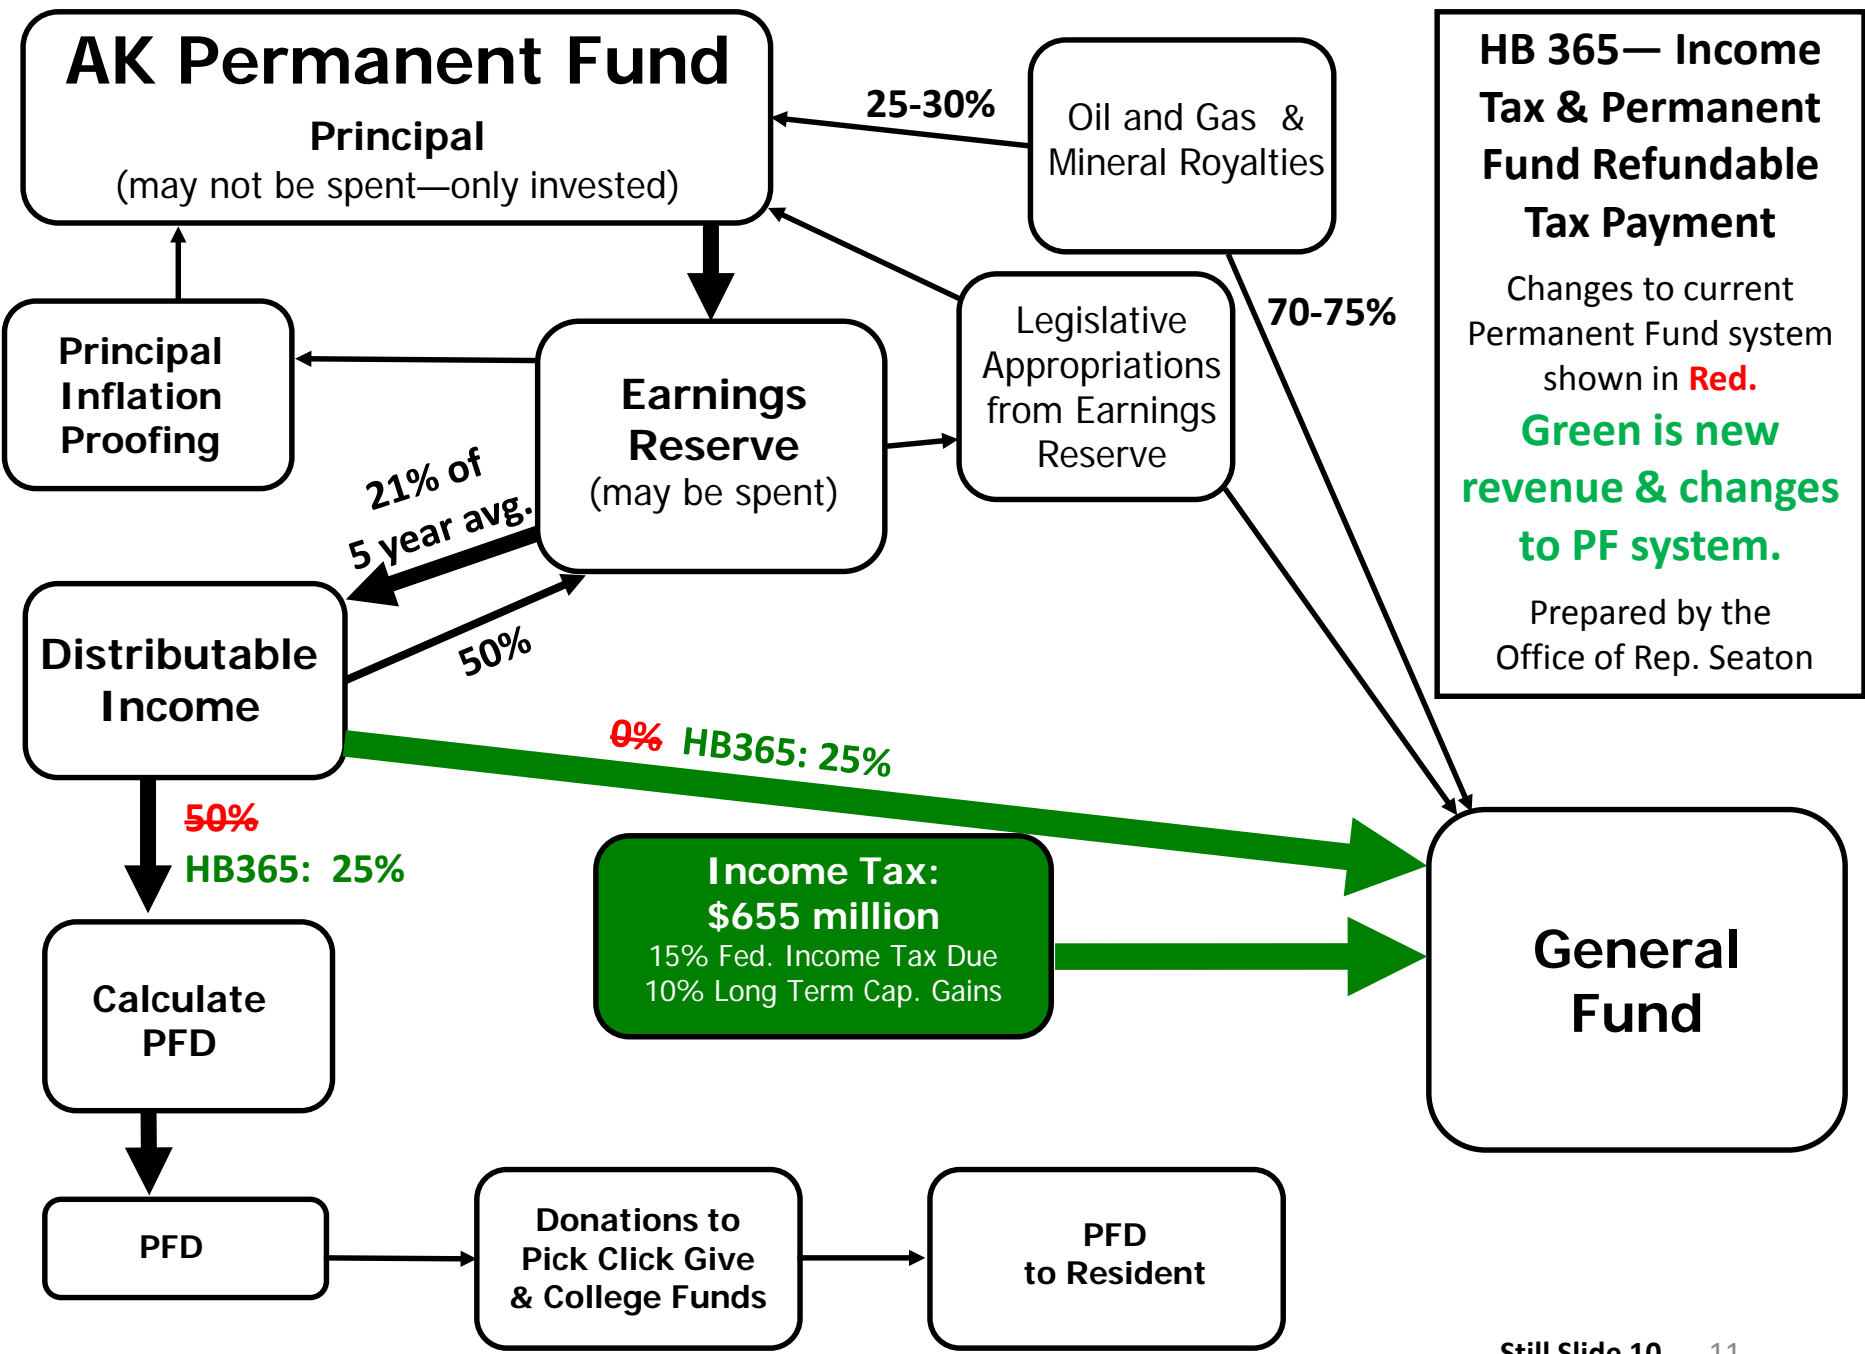 AK Permanent Fund
Principal
(may not be spent—only invested)
25-30%
Oil and Gas &
Mineral Royalties
HB 365— Income
Tax & Permanent
Fund Refundable
Tax Payment
Changes to current
Permanent Fund system
shown in Red.
Green is new
revenue & changes
to PF system.
Prepared by the
Office of Rep. Seaton
70-75%
Legislative
Appropriations
from Earnings
Reserve
Principal
Inflation
Proofing
Earnings
Reserve
(may be spent)
21% of
5 year avg.
50%
Distributable
Income
0% HB365: 25%
50%
HB365: 25%
Income Tax:
$655 million
15% Fed. Income Tax Due
10% Long Term Cap. Gains
General
Fund
Calculate
PFD
PFD
Donations to
Pick Click Give
& College Funds
PFD
to Resident
Still Slide 10 11